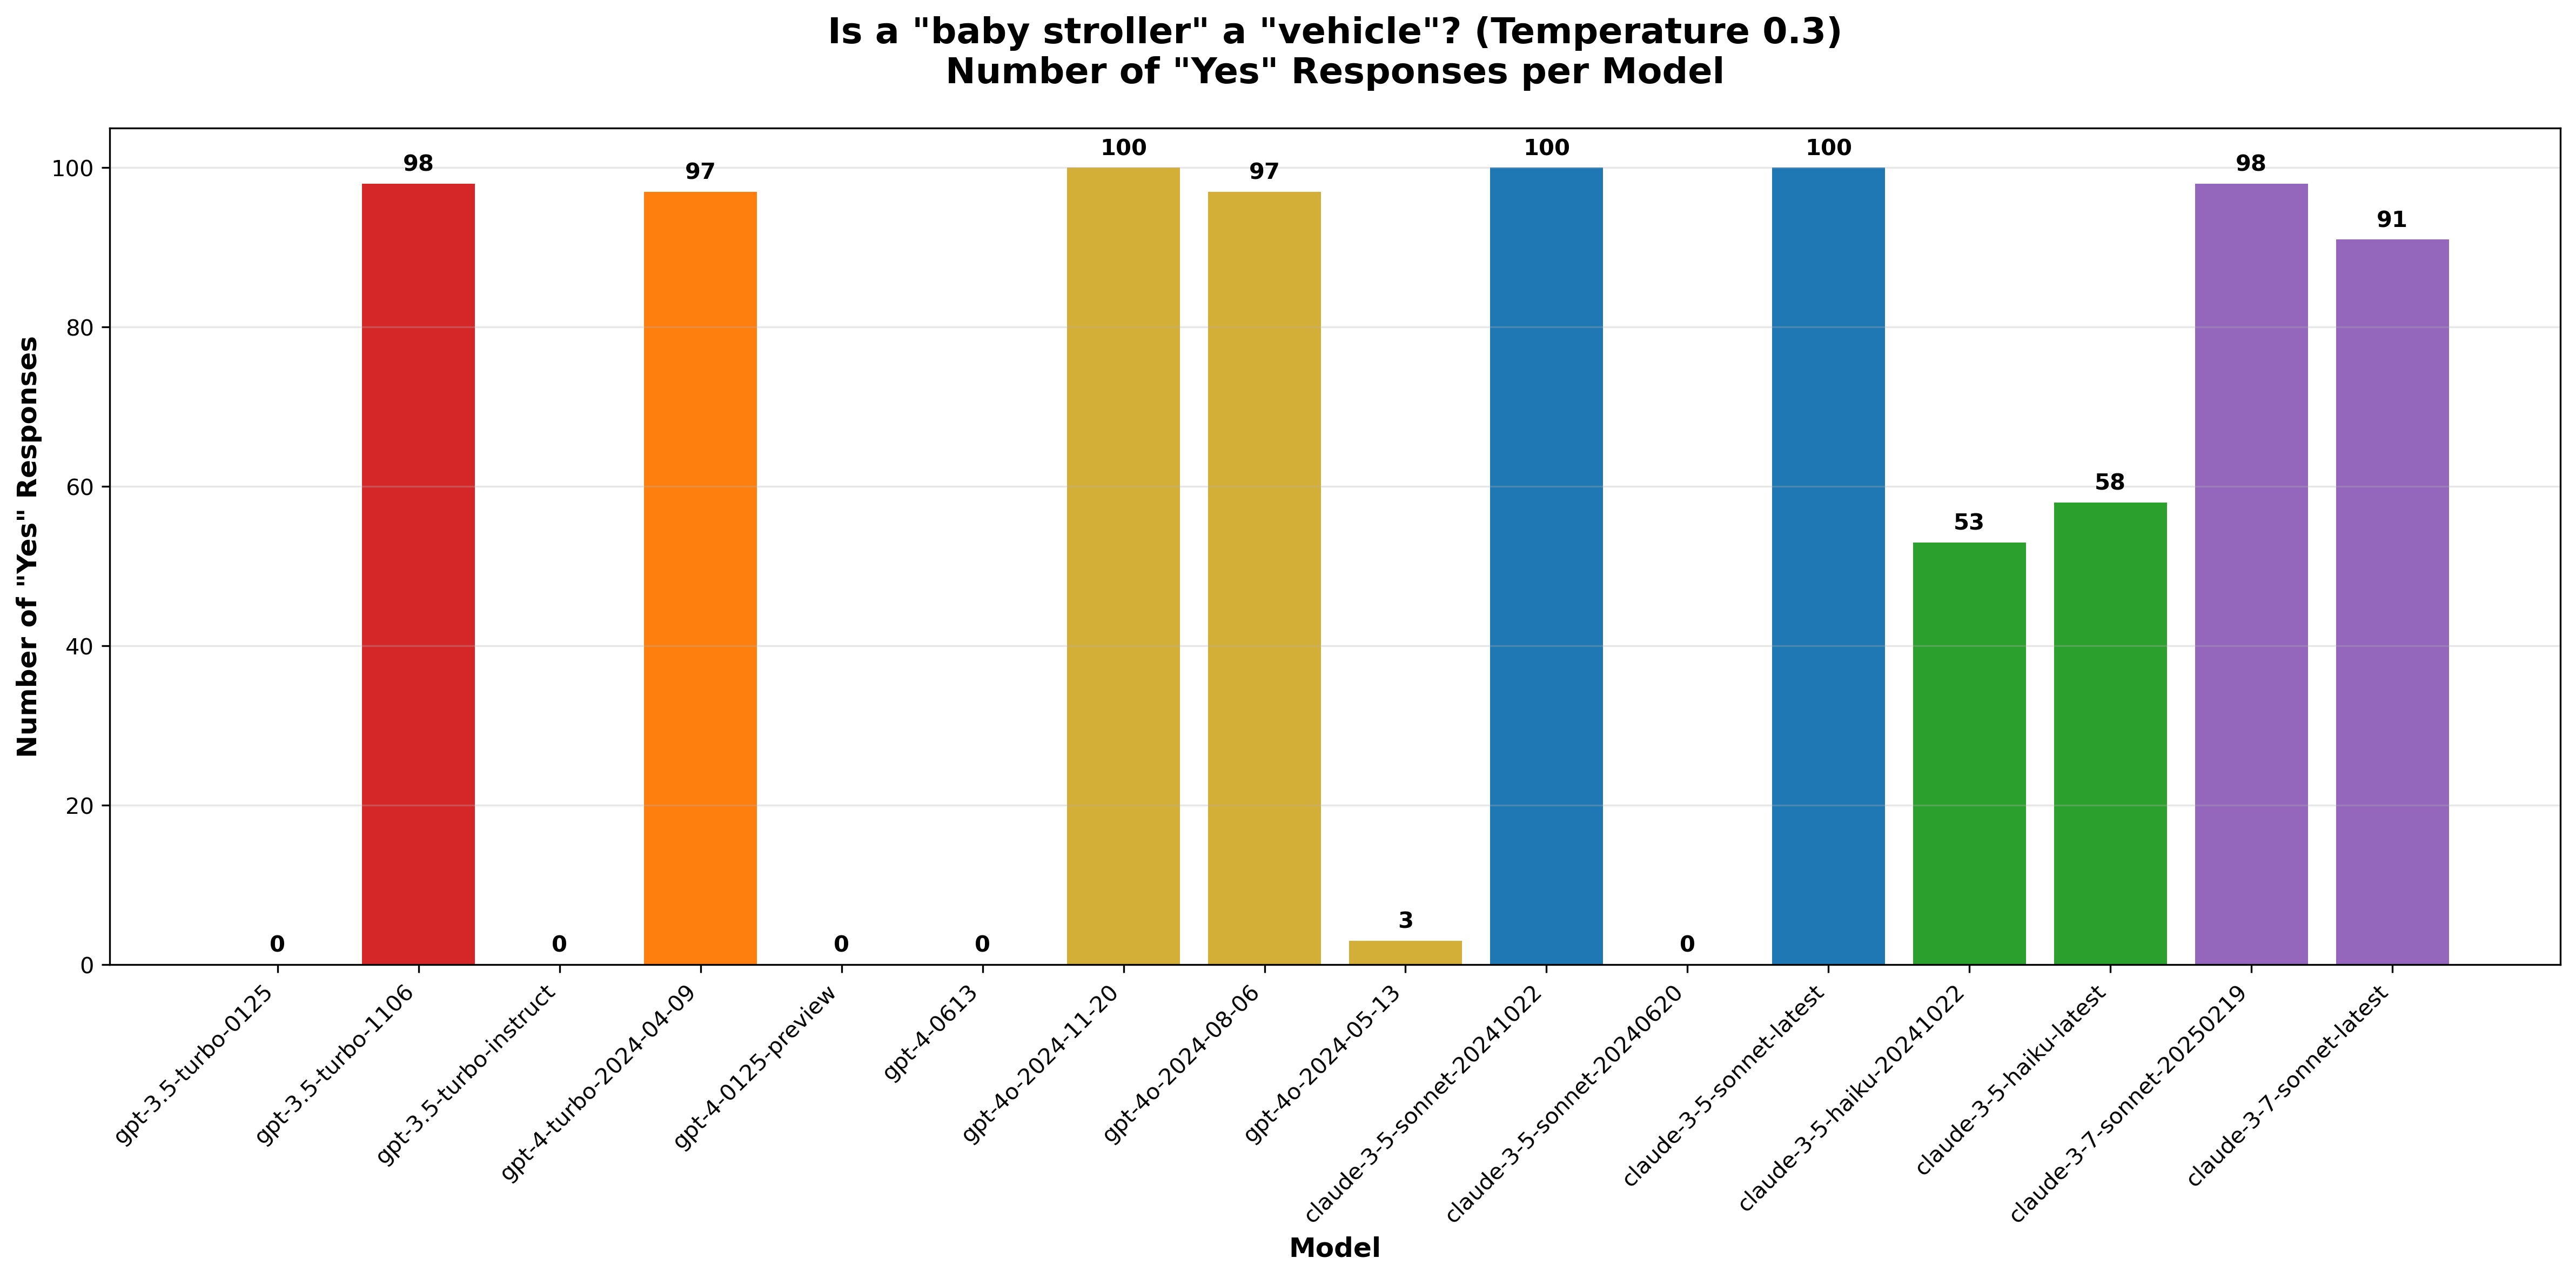 Is a "baby stroller" a "vehicle"? (Temperature 0.3)
Number of "Yes" Responses per Model
Number of "Yes" Responses
100
80
60
40
20
0
0
98
0
97
0
0
100
97
3
100
0
100
53
58
98
91
gpt-3.5-turbo-0125
gpt-3.5-turbo-1106
gpt-3.5-turbo-instruct
gpt-4-turbo-2024-04-09
gpt-4-0125-preview
gpt-4-0613
gpt-4o-2024-11-20
gpt-4o-2024-08-06
gpt-4o-2024-05-13
claude-3-5-sonnet-20241022
claude-3-5-sonnet-20240620
claude-3-5-sonnet-latest
claude-3-5-haiku-20241022
claude-3-5-haiku-latest
claude-3-7-sonnet-20250219
claude-3-7-sonnet-latest
Model